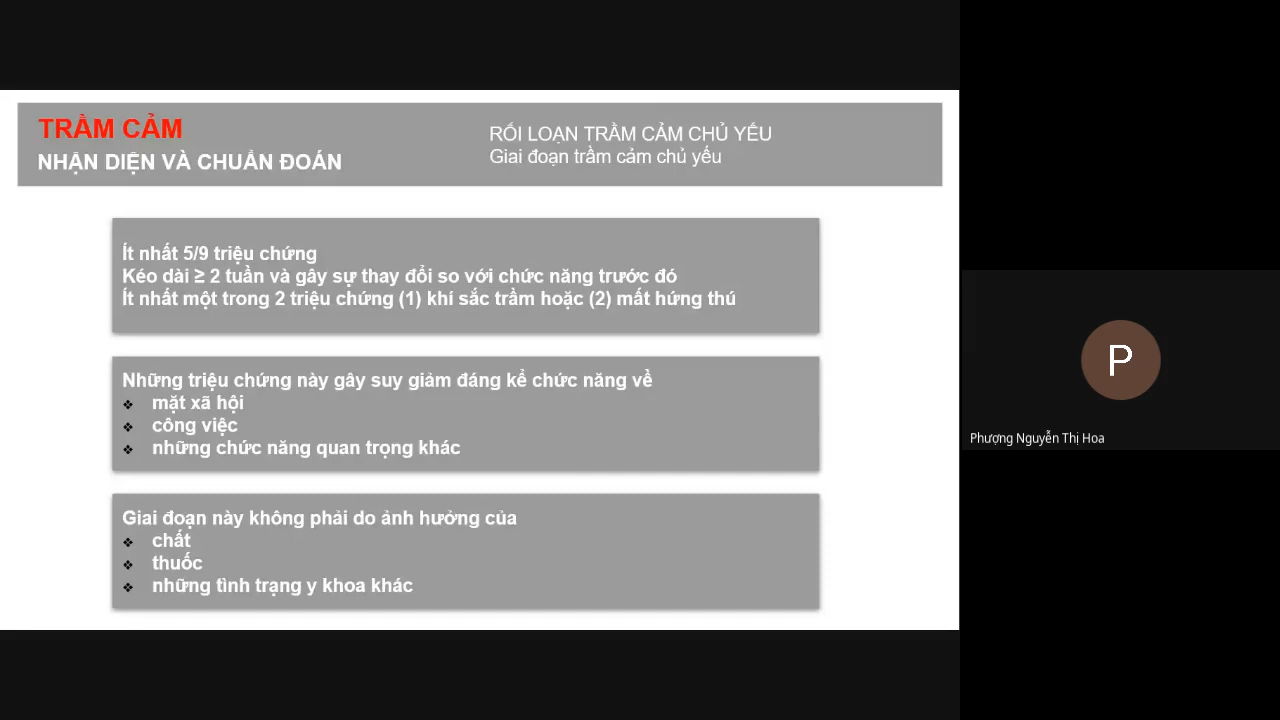 TRẦM CẢM
NHẬN DIỆN VÀ CHUẨN ĐOÁN
RỐI LOẠN TRẦM CẢM CHỦ YẾU
Giai đoạn trầm cảm chủ yếu
Ít nhất 5/9 triệu chứng
Kéo dài ≥ 2 tuần và gây sự thay đổi so với chức năng trước đó
Ít nhất một trong 2 triệu chứng (1) khí sắc trầm hoặc (2) mất hứng thú
Những triệu chứng này gây suy giảm đáng kể chức năng về
❖ mặt xã hội
❖ công việc
❖ những chức năng quan trọng khác
Giai đoạn này không phải do ảnh hưởng của
❖ chất
❖ thuốc
❖ những tình trạng y khoa khác
P
Phượng Nguyễn Thị Hoa